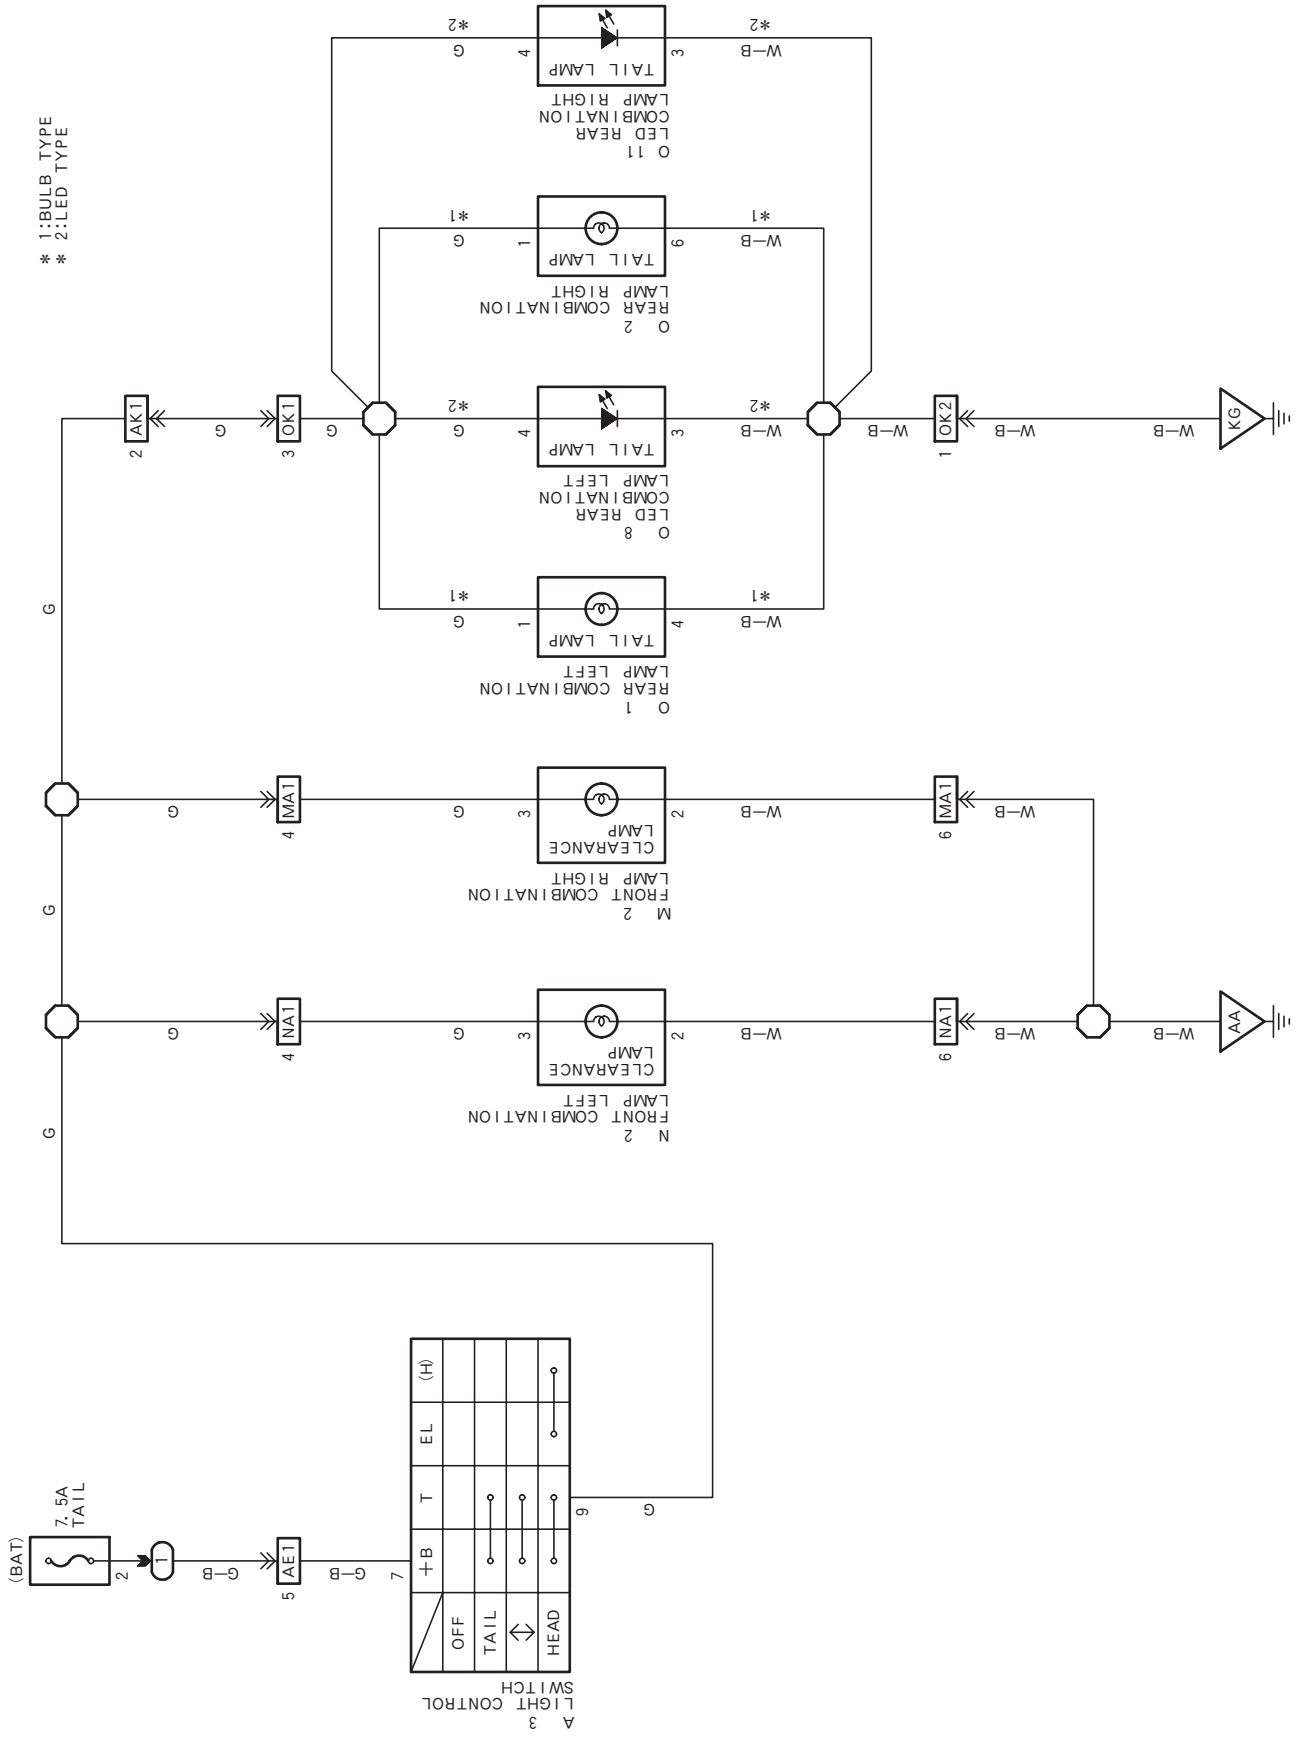 (BAT)
7.5A
TAIL
2
1
G-B
5 AE1
G-B
7
+B T EL (H)
OFF
TAIL
HEAD
A 3
LIGHT CONTROL
SWITCH
9
G
G
G
G
4 NA1
G
3
CLEARANCE
LAMP
N 2
FRONT COMBINATION
LAMP LEFT
2
W-B
6 NA1
W-B
W-B
AA
G
G
4 MA1
G
3
CLEARANCE
LAMP
M 2
FRONT COMBINATION
LAMP RIGHT
2
W-B
6 MA1
W-B
G
2 AK1
G
3 OK1
G
G
*1
1
TAIL LAMP
O 1
REAR COMBINATION
LAMP LEFT
4
W-B
*1
G
*2
4
TAIL LAMP
O 8
LED REAR
COMBINATION
LAMP LEFT
3
W-B
*2
G
*1
1
TAIL LAMP
O 2
REAR COMBINATION
LAMP RIGHT
6
W-B
*1
G
*2
4
TAIL LAMP
O 11
LED REAR
COMBINATION
LAMP RIGHT
3
W-B
*2
W-B
1 OK2
W-B
W-B
KG
* 1:BULB TYPE
* 2:LED TYPE